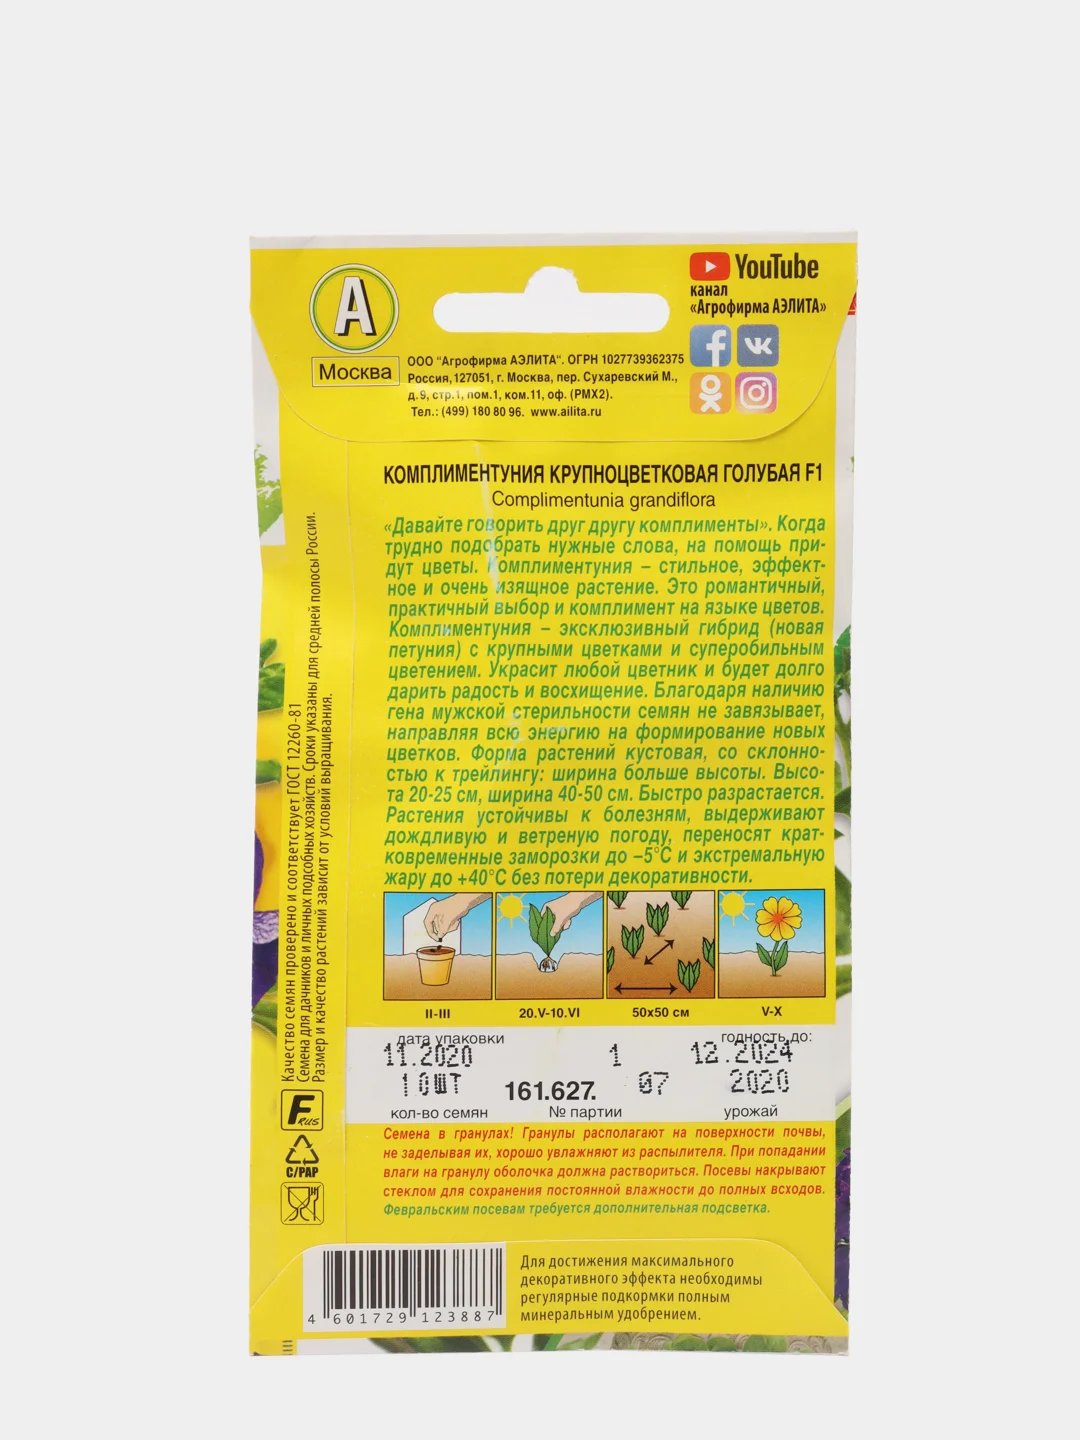 YouTube
канал
«Агрофирма АЭЛИТА»
А
Москва
ООО "Агрофирма АЭЛИТА". ОГРН 1027739362375
Россия,127051, г. Москва, пер. Сухаревский М.,
д.9, стр.1, пом.1, ком.11, оф. (РМХ2).
Тел.: (499) 180 80 96. www.ailita.ru
КОМПЛИМЕНТУНИЯ КРУПНОЦВЕТКОВАЯ ГОЛУБАЯ F1
Complimentunia grandiflora
«Давайте говорить друг другу комплименты». Когда
трудно подобрать нужные слова, на помощь при-
дут цветы. Комплиментуния – стильное, эффект-
ное и очень изящное растение. Это романтичный,
практичный выбор и комплимент на языке цветов.
Комплиментуния – эксклюзивный гибрид (новая
петуния) с крупными цветками и суперобильным
цветением. Украсит любой цветник и будет долго
дарить радость и восхищение. Благодаря наличию
гена мужской стерильности семян не завязывает,
направляя всю энергию на формирование новых
цветков. Форма растений кустовая, со склонно-
стью к трейлингу: ширина больше высоты. Высо-
та 20-25 см, ширина 40-50 см. Быстро разрастается.
Растения устойчивы к болезням, выдерживают
дождливую и ветреную погоду, переносят крат-
ковременные заморозки до –5°С и экстремальную
жару до +40°С без потери декоративности.
II-III 20.V-10.VI 50х50 см V-X
дата упаковки годность до:
11.2020 1 12.2024
10ШТ 161.627. 07 2020
кол-во семян № партии урожай
Семена в гранулах! Гранулы располагают на поверхности почвы,
не заделывая их, хорошо увлажняют из распылителя. При попадании
влаги на гранулу оболочка должна раствориться. Посевы накрывают
стеклом для сохранения постоянной влажности до полных всходов.
Февральским посевам требуется дополнительная подсветка.
Качество семян проверено и соответствует ГОСТ 12260-81
Семена для дачников и личных подсобных хозяйств. Сроки указаны для средней полосы России.
Размер и качество растений зависит от условий выращивания.
F RUS
C/PAP
4 601729 123887
Для достижения максимального
декоративного эффекта необходимы
регулярные подкормки полным
минеральным удобрением.